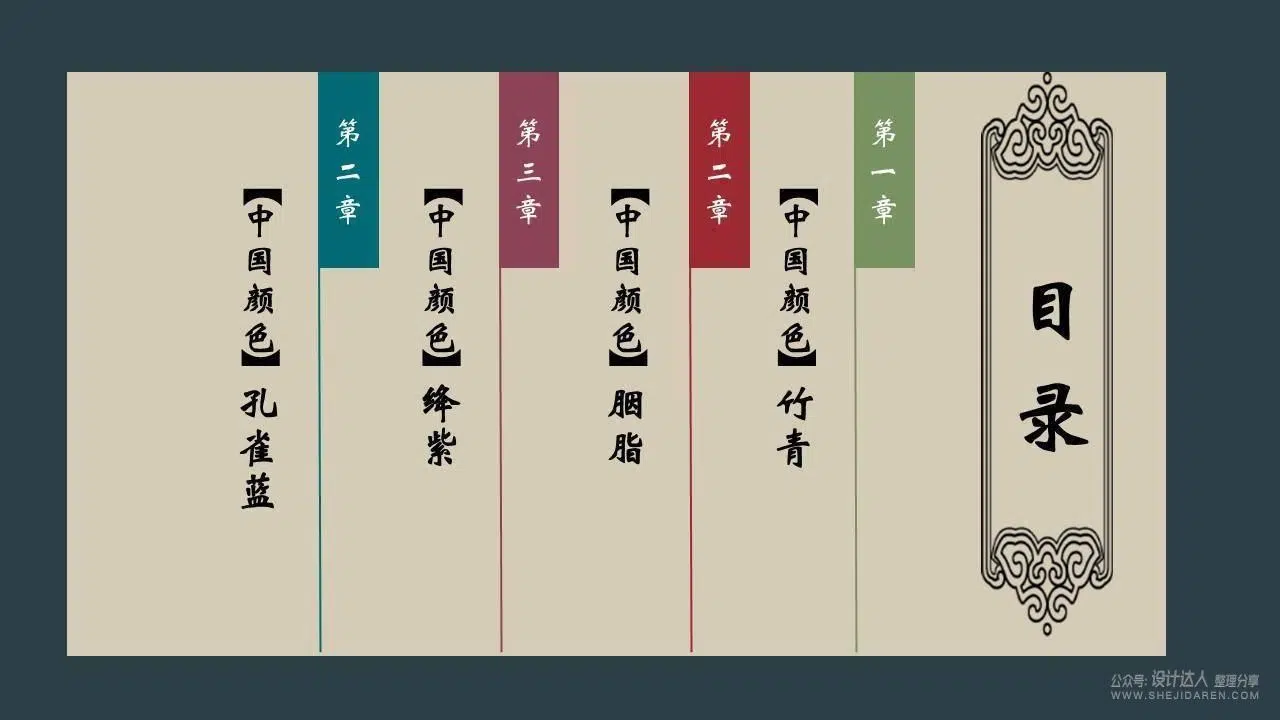 目录
第一章
【中国颜色】竹青
第二章
【中国颜色】胭脂
第三章
【中国颜色】绛紫
第二章
【中国颜色】孔雀蓝
公众号: 设计达人 整理分享
WWW.SHEJIDAREN.COM